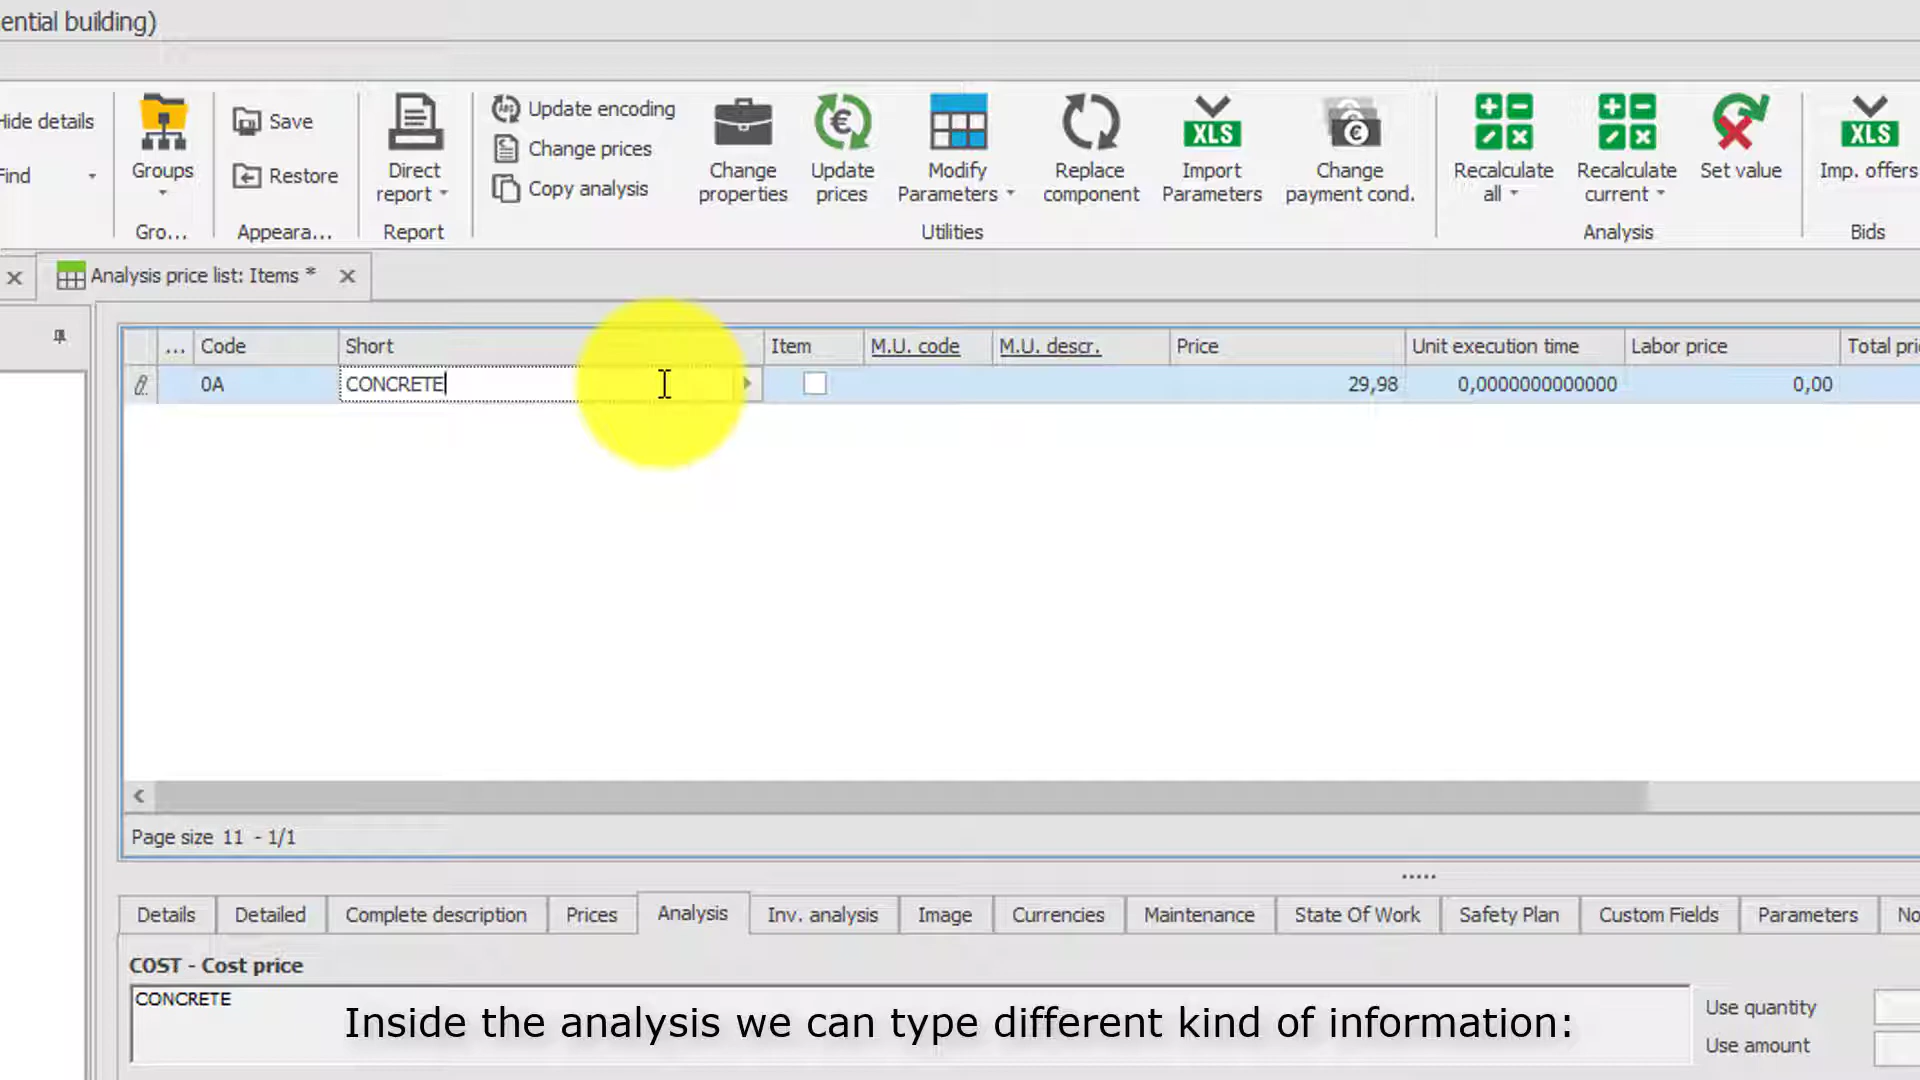 ential building)
Hide details
Find
Groups
Gro...
Save
Restore
Appeara...
Direct
report
Report
Update encoding
Change prices
Copy analysis
Change
properties
Update
prices
Modify
Parameters
Replace
component
XLS
Import
Parameters
Change
payment cond.
Utilities
Recalculate
all
Recalculate
current
Set value
Analysis
XLS
Imp. offers
Bids
Analysis price list: Items *
... Code Short Item M.U. code M.U. descr. Price Unit execution time Labor price Total pri
0A CONCRETE 29,98 0,0000000000000 0,00
Page size 11 - 1/1
Details Detailed Complete description Prices Analysis Inv. analysis Image Currencies Maintenance State Of Work Safety Plan Custom Fields Parameters No
COST - Cost price
CONCRETE
Use quantity
Use amount
Inside the analysis we can type different kind of information: